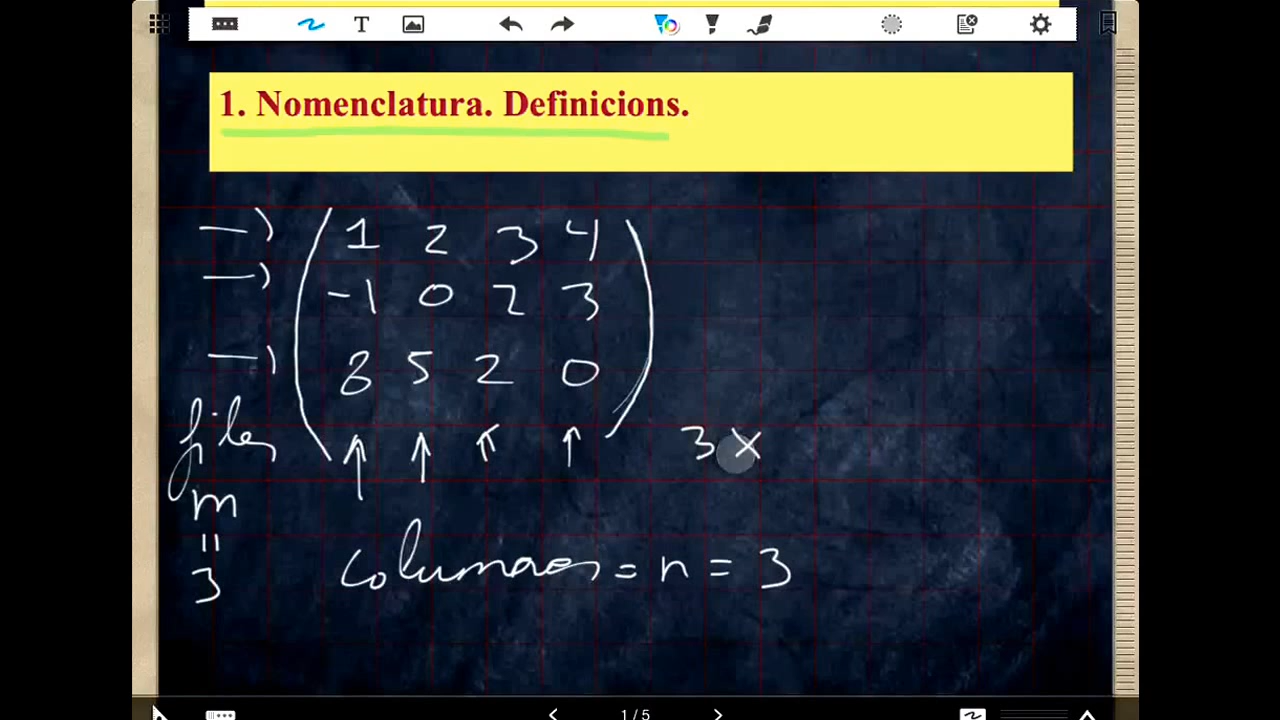 T
1. Nomenclatura. Definicions.
1 2 3 4
-1 0 2 3
8 5 2 0
files
3 x
m
=
3
columnes = n = 3
1 / 5